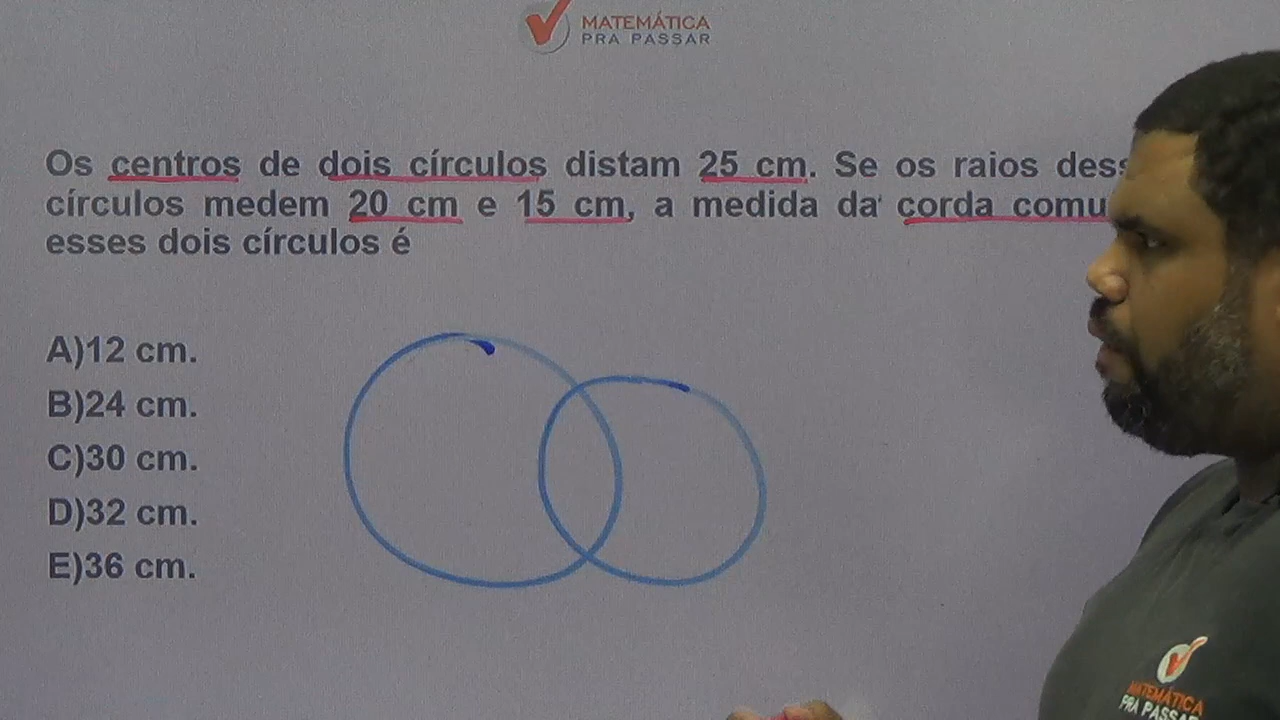 MATEMÁTICA
PRA PASSAR
Os centros de dois círculos distam 25 cm. Se os raios
círculos medem 20 cm e 15 cm, a medida da corda
esses dois círculos é
A)12 cm.
B)24 cm.
C)30 cm.
D)32 cm.
E)36 cm.
MATEMÁTICA
PRA PASSAR